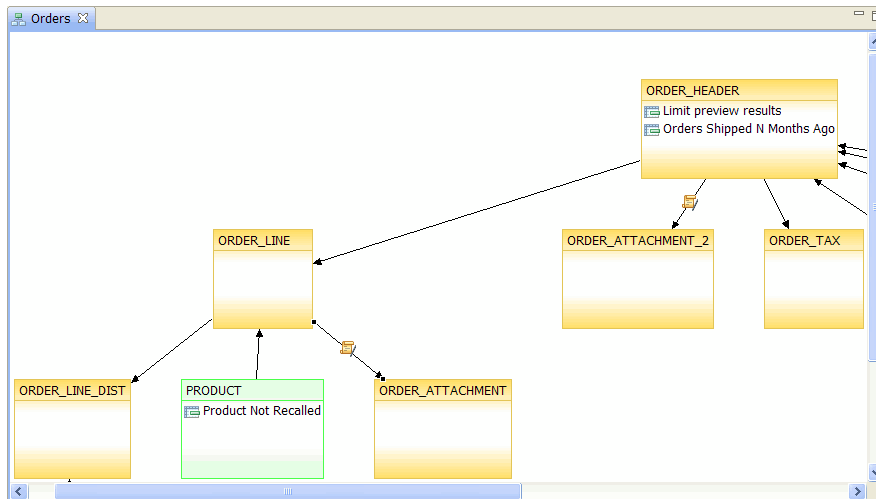 Orders
ORDER_HEADER
Limit preview results
Orders Shipped N Months Ago
ORDER_LINE
ORDER_ATTACHMENT_2
ORDER_TAX
ORDER_LINE_DIST
PRODUCT
Product Not Recalled
ORDER_ATTACHMENT